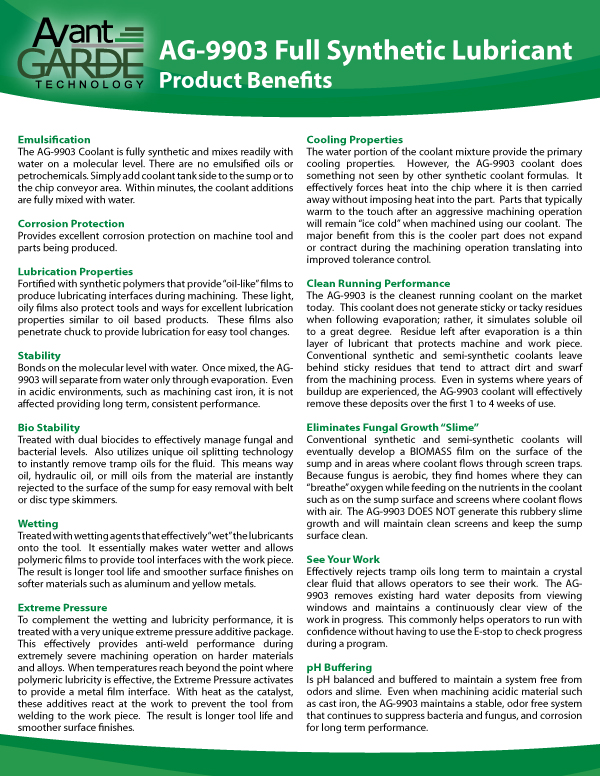 Avant
GARDE
TECHNOLOGY
AG-9903 Full Synthetic Lubricant
Product Benefits
Emulsification
The AG-9903 Coolant is fully synthetic and mixes readily with
water on a molecular level. There are no emulsified oils or
petrochemicals. Simply add coolant tank side to the sump or to
the chip conveyor area. Within minutes, the coolant additions
are fully mixed with water.
Corrosion Protection
Provides excellent corrosion protection on machine tool and
parts being produced.
Lubrication Properties
Fortified with synthetic polymers that provide "oil-like" films to
produce lubricating interfaces during machining. These light,
oily films also protect tools and ways for excellent lubrication
properties similar to oil based products. These films also
penetrate chuck to provide lubrication for easy tool changes.
Stability
Bonds on the molecular level with water. Once mixed, the AG-
9903 will separate from water only through evaporation. Even
in acidic environments, such as machining cast iron, it is not
affected providing long term, consistent performance.
Bio Stability
Treated with dual biocides to effectively manage fungal and
bacterial levels. Also utilizes unique oil splitting technology
to instantly remove tramp oils for the fluid. This means way
oil, hydraulic oil, or mill oils from the material are instantly
rejected to the surface of the sump for easy removal with belt
or disc type skimmers.
Wetting
Treated with wetting agents that effectively "wet" the lubricants
onto the tool. It essentially makes water wetter and allows
polymeric films to provide tool interfaces with the work piece.
The result is longer tool life and smoother surface finishes on
softer materials such as aluminum and yellow metals.
Extreme Pressure
To complement the wetting and lubricity performance, it is
treated with a very unique extreme pressure additive package.
This effectively provides anti-weld performance during
extremely severe machining operation on harder materials
and alloys. When temperatures reach beyond the point where
polymeric lubricity is effective, the Extreme Pressure activates
to provide a metal film interface. With heat as the catalyst,
these additives react at the work to prevent the tool from
welding to the work piece. The result is longer tool life and
smoother surface finishes.
Cooling Properties
The water portion of the coolant mixture provide the primary
cooling properties. However, the AG-9903 coolant does
something not seen by other synthetic coolant formulas. It
effectively forces heat into the chip where it is then carried
away without imposing heat into the part. Parts that typically
warm to the touch after an aggressive machining operation
will remain "ice cold" when machined using our coolant. The
major benefit from this is the cooler part does not expand
or contract during the machining operation translating into
improved tolerance control.
Clean Running Performance
The AG-9903 is the cleanest running coolant on the market
today. This coolant does not generate sticky or tacky residues
when following evaporation; rather, it simulates soluble oil
to a great degree. Residue left after evaporation is a thin
layer of lubricant that protects machine and work piece.
Conventional synthetic and semi-synthetic coolants leave
behind sticky residues that tend to attract dirt and swarf
from the machining process. Even in systems where years of
buildup are experienced, the AG-9903 coolant will effectively
remove these deposits over the first 1 to 4 weeks of use.
Eliminates Fungal Growth "Slime"
Conventional synthetic and semi-synthetic coolants will
eventually develop a BIOMASS film on the surface of the
sump and in areas where coolant flows through screen traps.
Because fungus is aerobic, they find homes where they can
"breathe" oxygen while feeding on the nutrients in the coolant
such as on the sump surface and screens where coolant flows
with air. The AG-9903 DOES NOT generate this rubbery slime
growth and will maintain clean screens and keep the sump
surface clean.
See Your Work
Effectively rejects tramp oils long term to maintain a crystal
clear fluid that allows operators to see their work. The AG-
9903 removes existing hard water deposits from viewing
windows and maintains a continuously clear view of the
work in progress. This commonly helps operators to run with
confidence without having to use the E-stop to check progress
during a program.
pH Buffering
Is pH balanced and buffered to maintain a system free from
odors and slime. Even when machining acidic material such
as cast iron, the AG-9903 maintains a stable, odor free system
that continues to suppress bacteria and fungus, and corrosion
for long term performance.